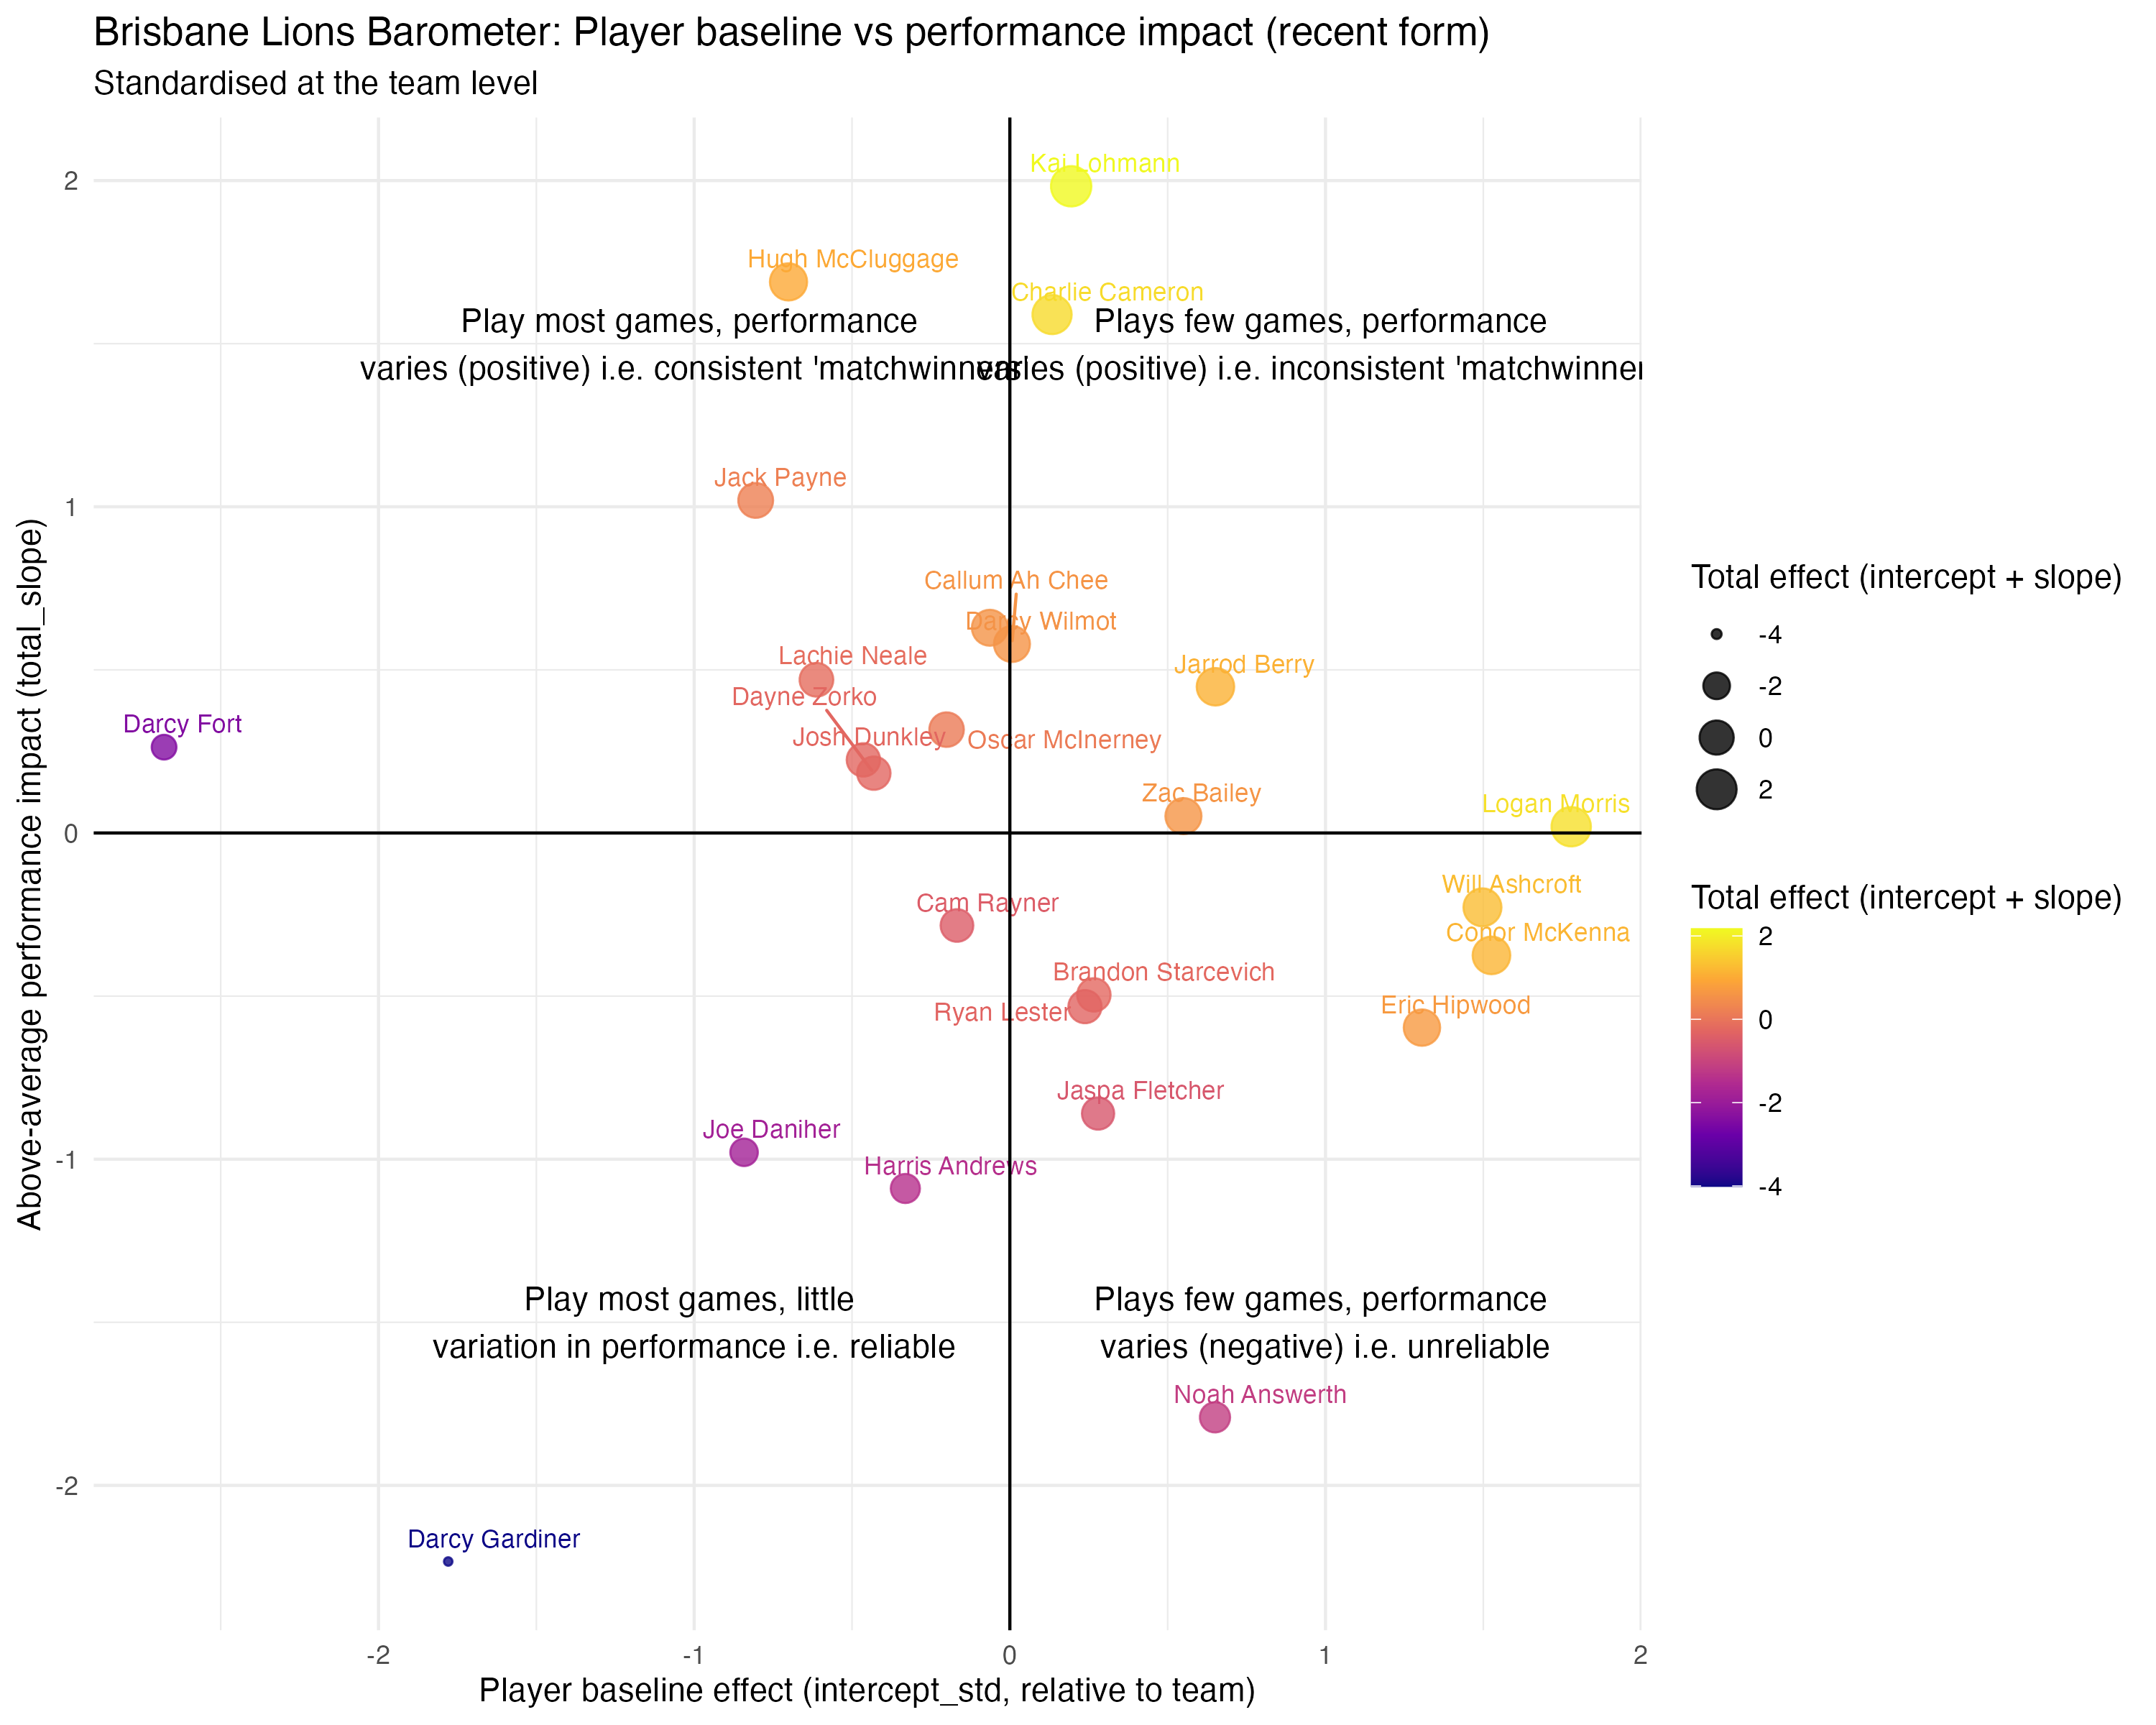 Brisbane Lions Barometer: Player baseline vs performance impact (recent form)
Standardised at the team level
Above-average performance impact (total_slope)
2
1
0
-1
-2
Kai Lohmann
Hugh McCluggage
Charlie Cameron
Play most games, performance
varies (positive) i.e. consistent 'matchwinners'
Plays few games, performance
varies (positive) i.e. inconsistent 'matchwinner
Jack Payne
Callum Ah Chee
Darcy Wilmot
Lachie Neale
Jarrod Berry
Dayne Zorko
Darcy Fort
Josh Dunkley
Oscar McInerney
Zac Bailey
Logan Morris
Will Ashcroft
Cam Rayner
Conor McKenna
Brandon Starcevich
Ryan Lester
Eric Hipwood
Jaspa Fletcher
Joe Daniher
Harris Andrews
Play most games, little
variation in performance i.e. reliable
Plays few games, performance
varies (negative) i.e. unreliable
Noah Answerth
Darcy Gardiner
-2
-1
0
1
2
Player baseline effect (intercept_std, relative to team)
Total effect (intercept + slope)
-4
-2
0
2
Total effect (intercept + slope)
2
0
-2
-4